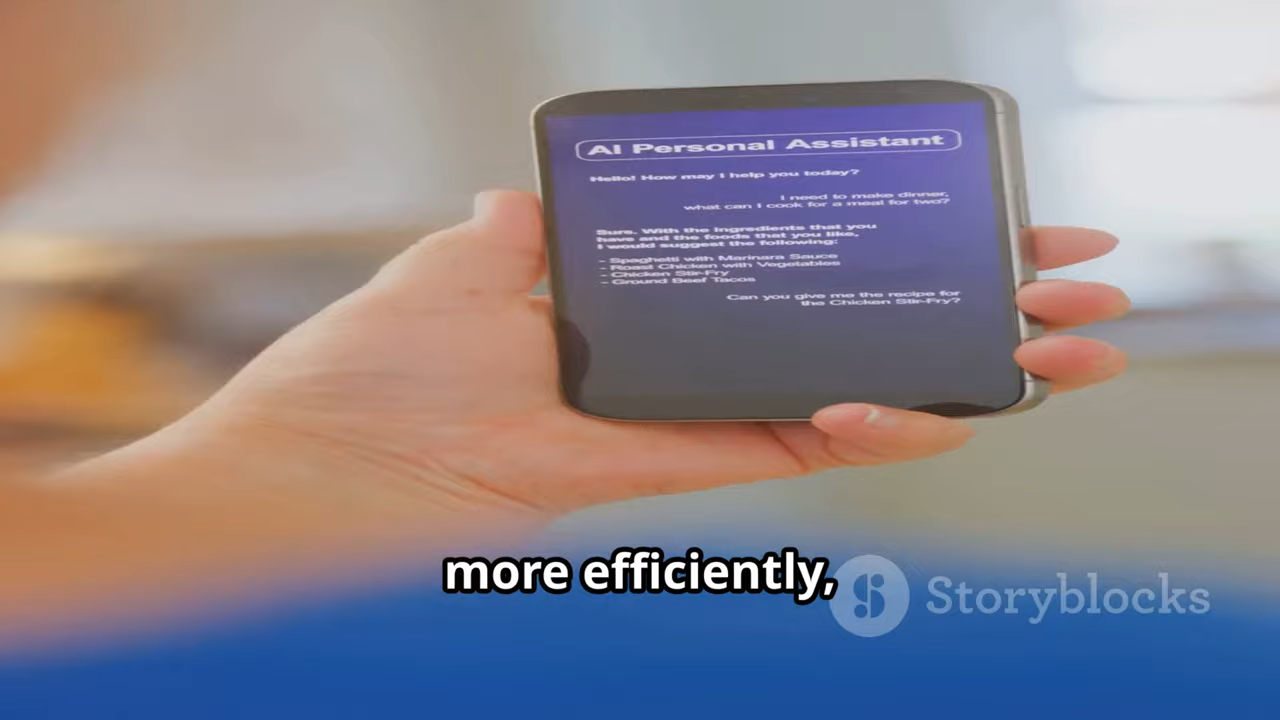 AI Personal Assistant
Hello! How may I help you today?
I need to make dinner,
what can I cook for a meal for two?
Sure. With the ingredients that you
have and the foods that you like,
I would suggest the following:
- Spaghetti with Marinara Sauce
- Roast Chicken with Vegetables
- Chicken Stir-Fry
- Ground Beef Tacos
Can you give me the recipe for
the Chicken Stir-Fry?
more efficiently,
Storyblocks